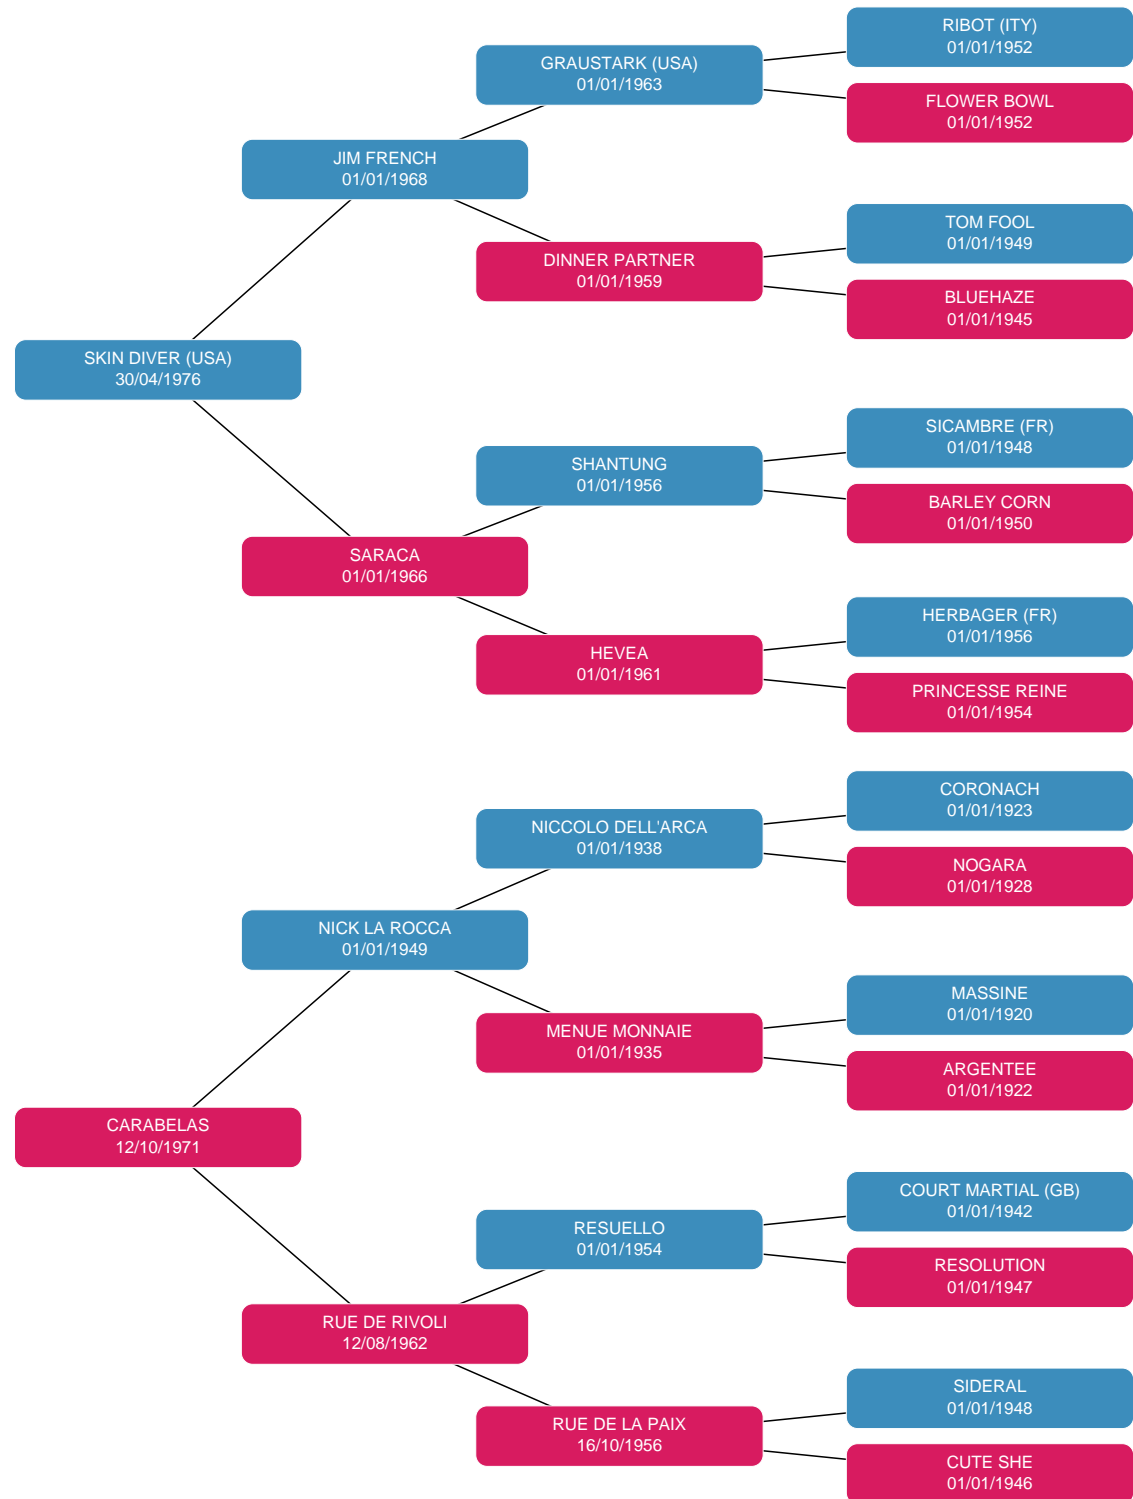 RIBOT (ITY)
01/01/1952
GRAUSTARK (USA)
01/01/1963
FLOWER BOWL
01/01/1952
JIM FRENCH
01/01/1968
TOM FOOL
01/01/1949
DINNER PARTNER
01/01/1959
BLUEHAZE
01/01/1945
SKIN DIVER (USA)
30/04/1976
SICAMBRE (FR)
01/01/1948
SHANTUNG
01/01/1956
BARLEY CORN
01/01/1950
SARACA
01/01/1966
HERBAGER (FR)
01/01/1956
HEVEA
01/01/1961
PRINCESSE REINE
01/01/1954
CORONACH
01/01/1923
NICCOLO DELL'ARCA
01/01/1938
NOGARA
01/01/1928
NICK LA ROCCA
01/01/1949
MASSINE
01/01/1920
MENUE MONNAIE
01/01/1935
ARGENTEE
01/01/1922
CARABELAS
12/10/1971
COURT MARTIAL (GB)
01/01/1942
RESUELLO
01/01/1954
RESOLUTION
01/01/1947
RUE DE RIVOLI
12/08/1962
SIDERAL
01/01/1948
RUE DE LA PAIX
16/10/1956
CUTE SHE
01/01/1946